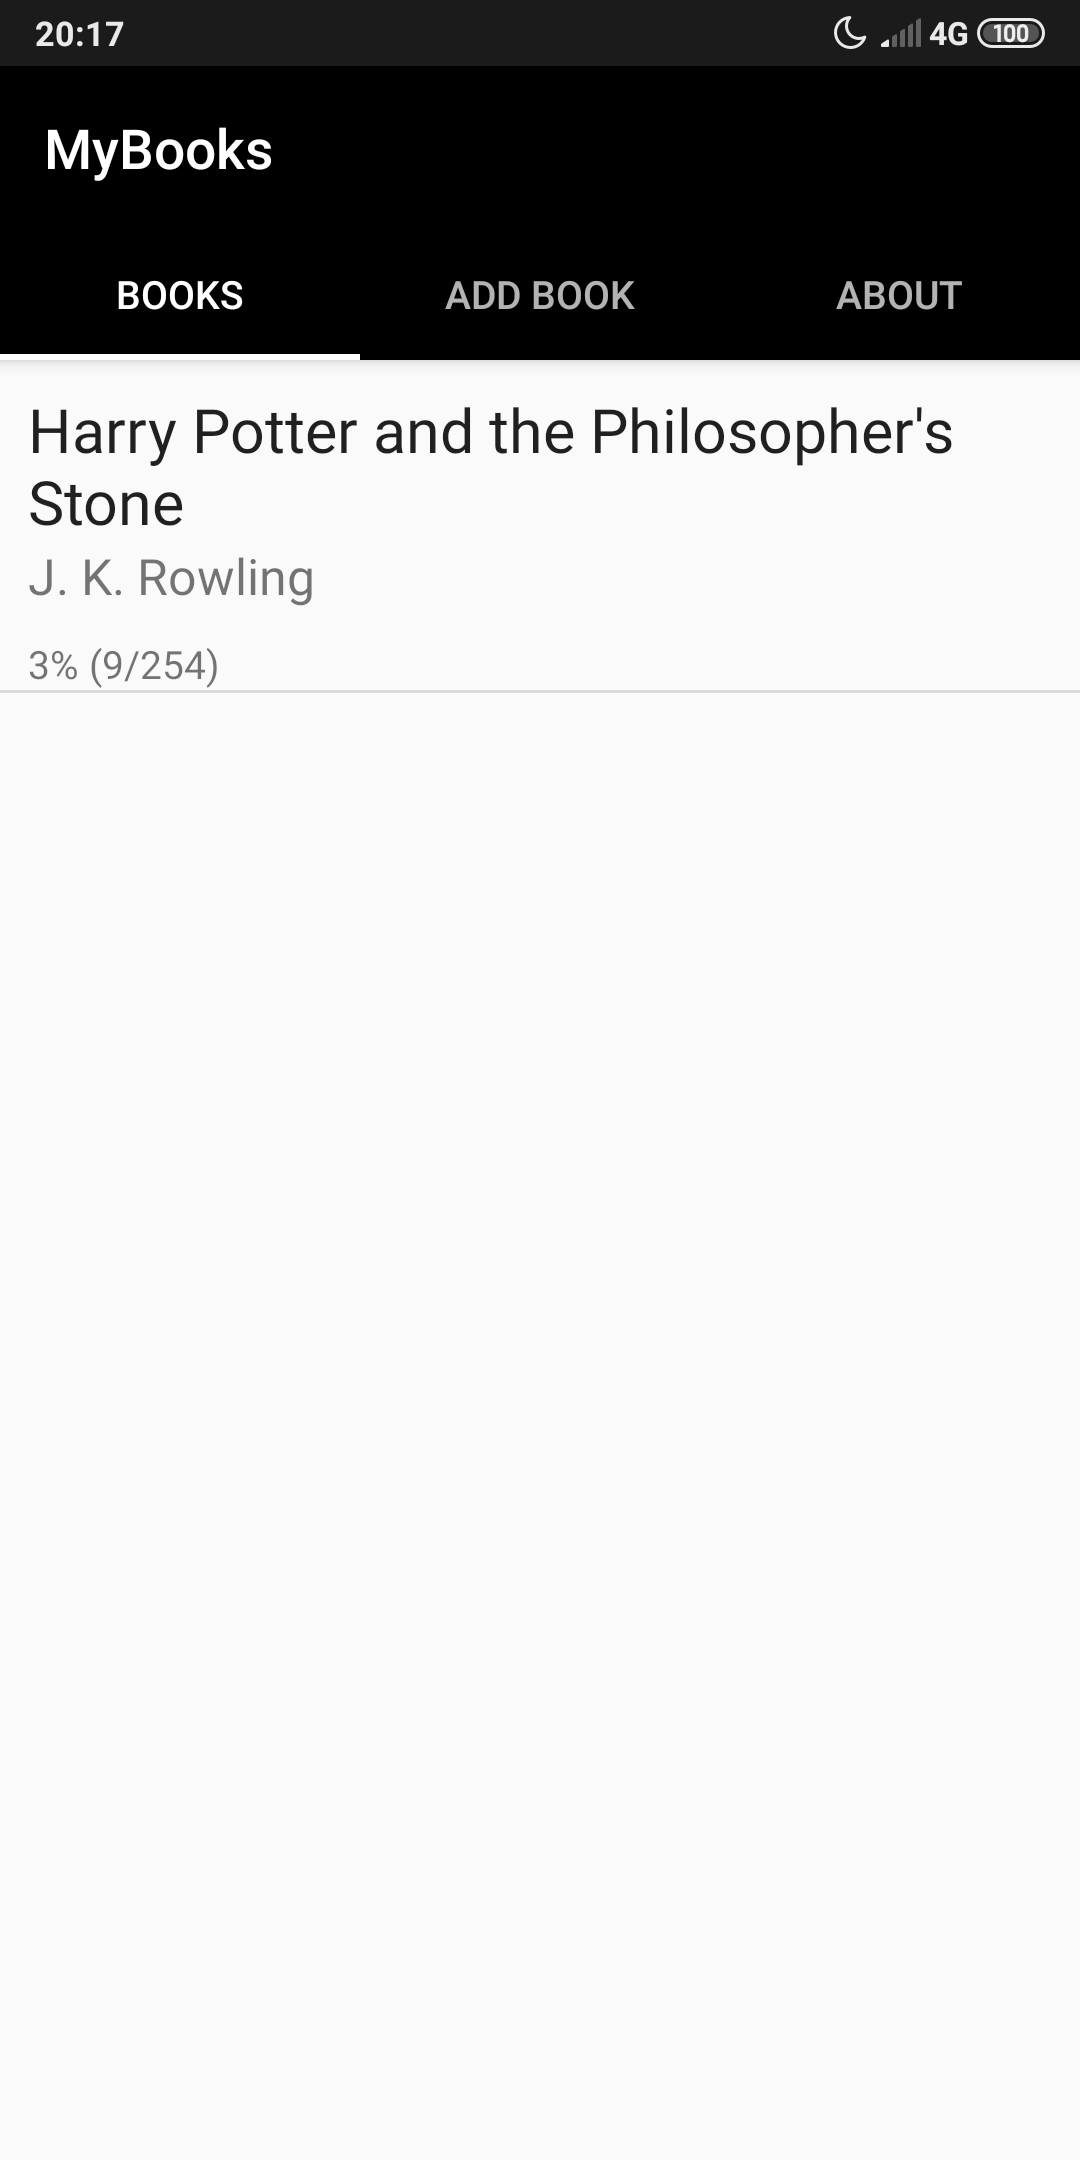 20:17
4G 100
MyBooks
BOOKS ADD BOOK ABOUT
Harry Potter and the Philosopher's
Stone
J. K. Rowling
3% (9/254)